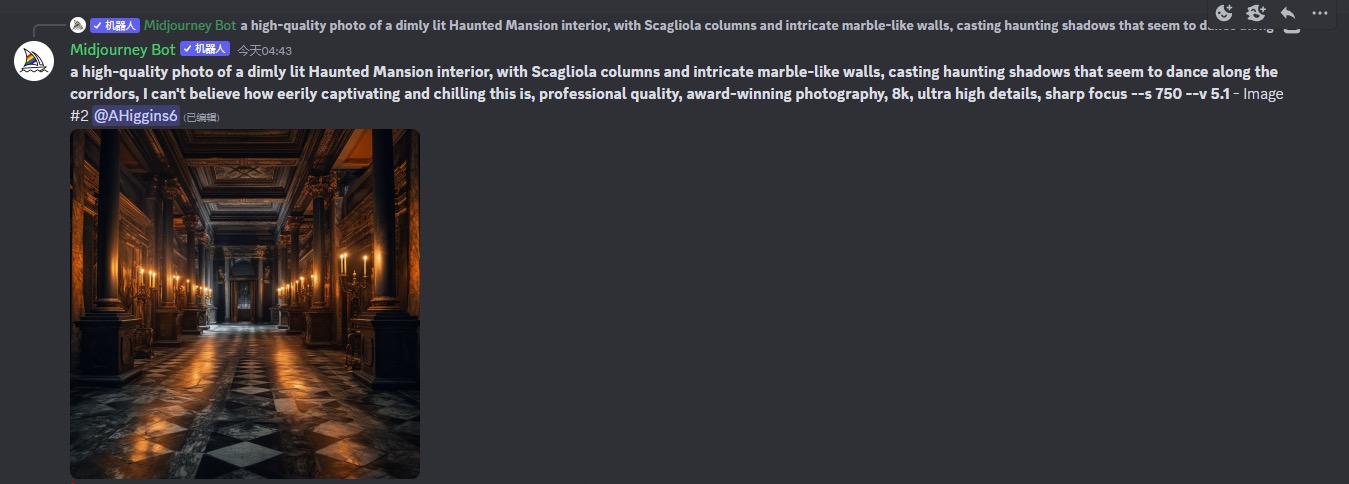 机器人 Midjourney Bot a high-quality photo of a dimly lit Haunted Mansion interior, with Scagliola columns and intricate marble-like walls, casting haunting shadows that seem to dance along
Midjourney Bot 机器人 今天04:43
a high-quality photo of a dimly lit Haunted Mansion interior, with Scagliola columns and intricate marble-like walls, casting haunting shadows that seem to dance along the
corridors, I can't believe how eerily captivating and chilling this is, professional quality, award-winning photography, 8k, ultra high details, sharp focus --s 750 --v 5.1 - Image
#2 @AHiggins6 (已编辑)